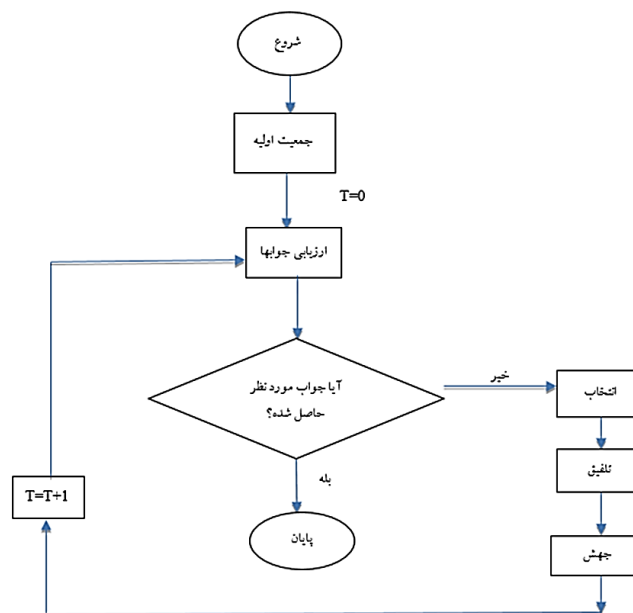 شروع
جمعیت اولیه
T=0
ارزیابی جوابها
آیا جواب مورد نظر
حاصل شده؟
خیر
انتخاب
تلفیق
جهش
بله
پایان
T=T+1